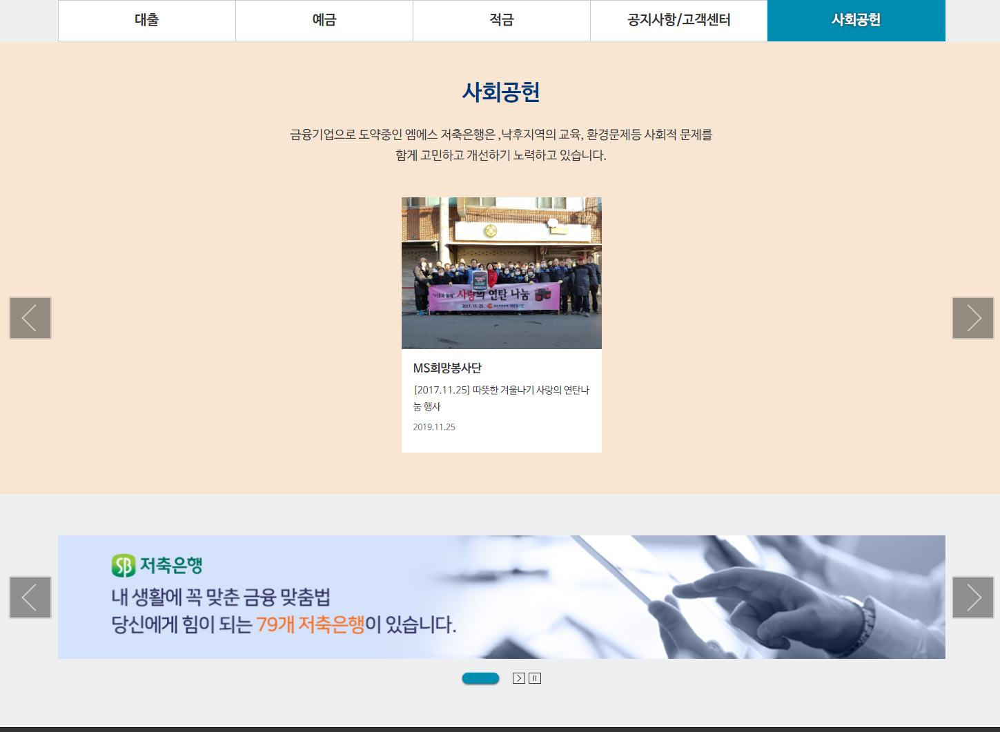 대출
예금
적금
공지사항/고객센터
사회공헌
사회공헌
금융기업으로 도약중인 엠에스 저축은행은 ,낙후지역의 교육, 환경문제등 사회적 문제를
함게 고민하고 개선하기 노력하고 있습니다.
"이웃과 함께" 사랑의 연탄 나눔
2017. 11. 25
MS희망봉사단
[2017.11.25] 따뜻한 겨울나기 사랑의 연탄나
눔 행사
2019.11.25
SB 저축은행
내 생활에 꼭 맞춘 금융 맞춤법
당신에게 힘이 되는 79개 저축은행이 있습니다.